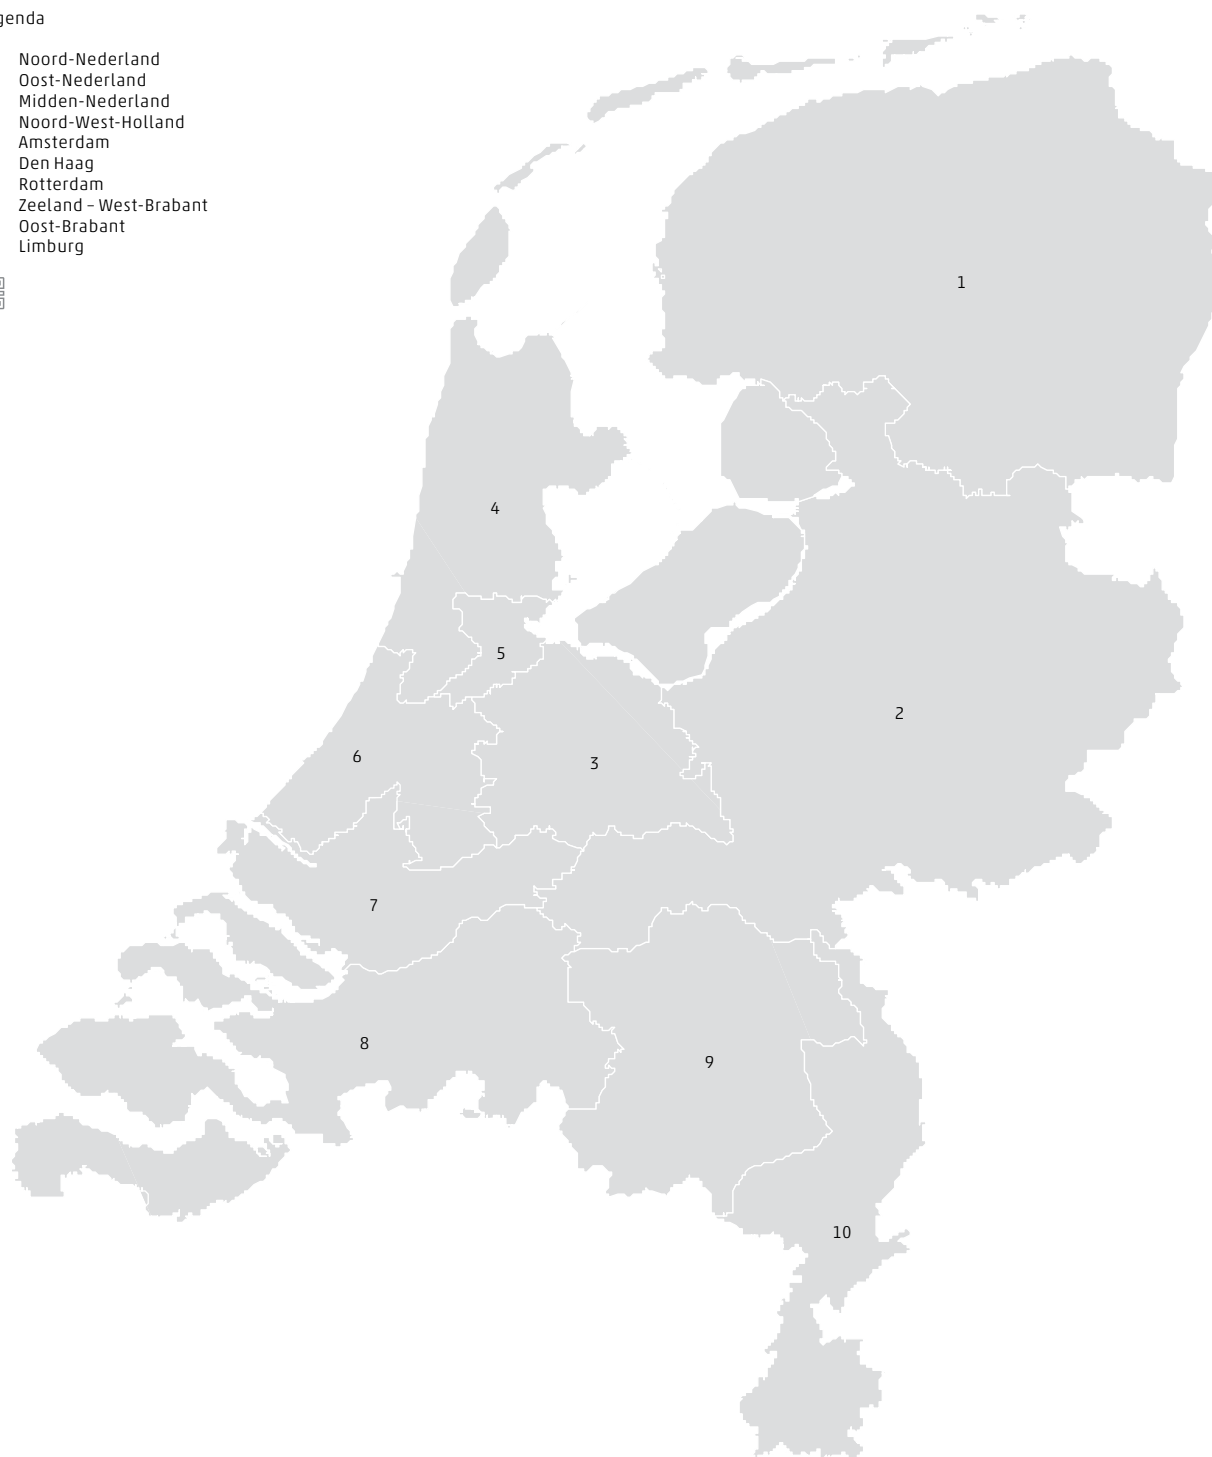 genda
Noord-Nederland
Oost-Nederland
Midden-Nederland
Noord-West-Holland
Amsterdam
Den Haag
Rotterdam
Zeeland – West-Brabant
Oost-Brabant
Limburg
1
4
5
2
6
3
7
8
9
10